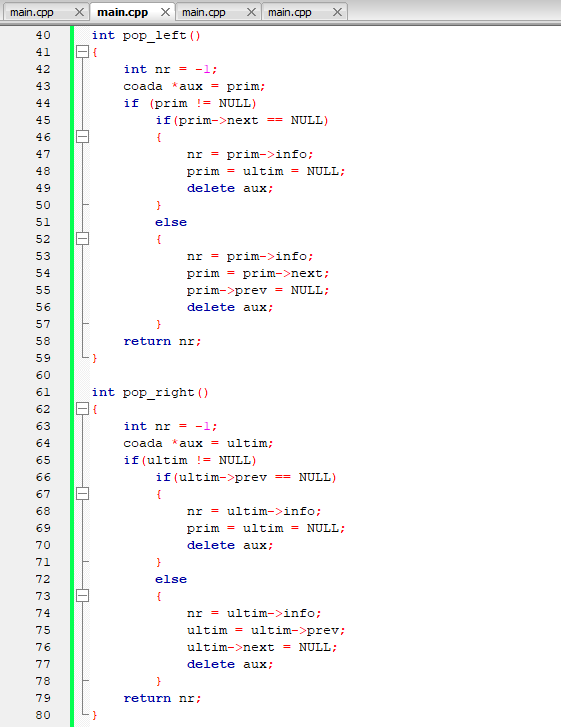 main.cpp main.cpp main.cpp main.cpp
40 int pop_left()
41 {
42     int nr = -1;
43     coada *aux = prim;
44     if (prim != NULL)
45         if(prim->next == NULL)
46         {
47             nr = prim->info;
48             prim = ultim = NULL;
49             delete aux;
50         }
51         else
52         {
53             nr = prim->info;
54             prim = prim->next;
55             prim->prev = NULL;
56             delete aux;
57         }
58     return nr;
59 }
60
61 int pop_right()
62 {
63     int nr = -1;
64     coada *aux = ultim;
65     if(ultim != NULL)
66         if(ultim->prev == NULL)
67         {
68             nr = ultim->info;
69             prim = ultim = NULL;
70             delete aux;
71         }
72         else
73         {
74             nr = ultim->info;
75             ultim = ultim->prev;
76             ultim->next = NULL;
77             delete aux;
78         }
79     return nr;
80 }